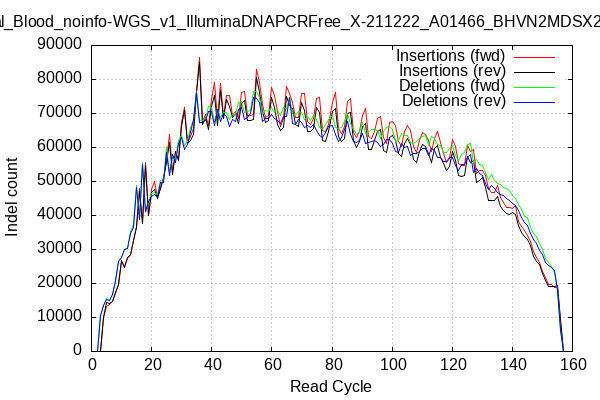 al_Blood_noinfo-WGS_v1_IlluminaDNAPCRFree_X-211222_A01466_BHVN2MDSX2
90000
80000
70000
60000
50000
40000
30000
20000
10000
0
Indel count
Insertions (fwd)
Insertions (rev)
Deletions (fwd)
Deletions (rev)
0 20 40 60 80 100 120 140 160
Read Cycle